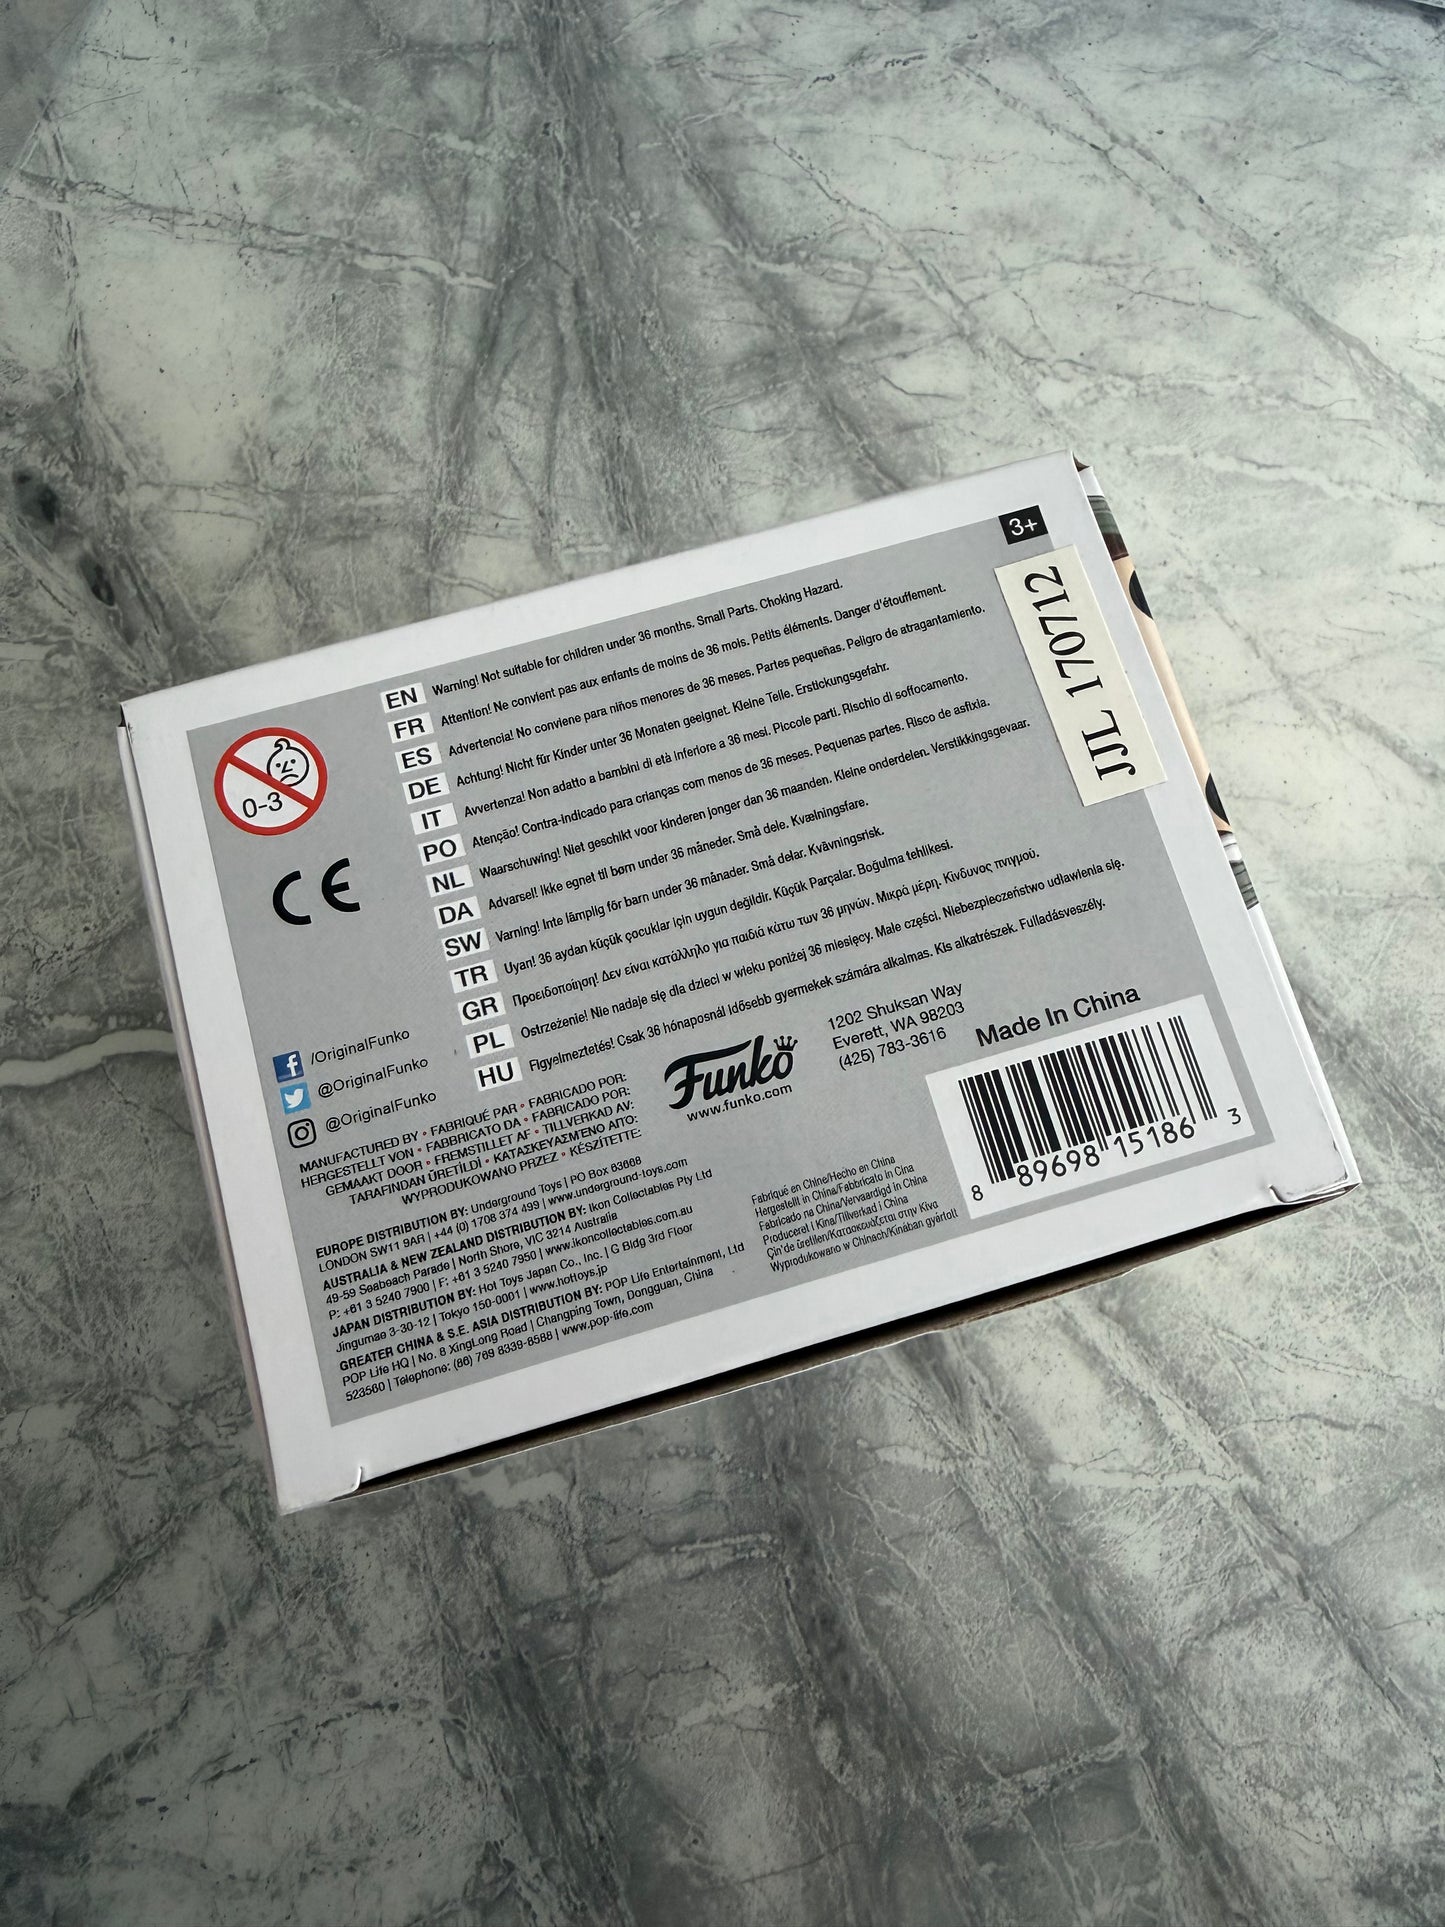 3+
JJL 170712
0-3
CE
EN Warning! Not suitable for children under 36 months. Small Parts. Choking Hazard.
FR Attention! Ne convient pas aux enfants de moins de 36 mois. Petits éléments. Danger d'étouffement.
ES Advertencia! No conviene para niños menores de 36 meses. Partes pequeñas. Peligro de atragantamiento.
DE Achtung! Nicht für Kinder unter 36 Monaten geeignet. Kleine Teile. Erstickungsgefahr.
IT Avvertenza! Non adatto a bambini di età inferiore a 36 mesi. Piccole parti. Rischio di soffocamento.
PO Atenção! Contra-indicado para crianças com menos de 36 meses. Pequenas partes. Risco de asfixia.
NL Waarschuwing! Niet geschikt voor kinderen jonger dan 36 maanden. Kleine onderdelen. Verstikkingsgevaar.
DA Advarsel! Ikke egnet til børn under 36 måneder. Små dele. Kvælningsfare.
SW Varning! Inte lämplig för barn under 36 månader. Små delar. Kvävningsrisk.
TR Uyarı! 36 aydan küçük çocuklar için uygun değildir. Küçük Parçalar. Boğulma tehlikesi.
GR Προειδοποίηση! Δεν είναι κατάλληλο για παιδιά κάτω των 36 μηνών. Μικρά μέρη. Κίνδυνος πνιγμού.
PL Ostrzeżenie! Nie nadaje się dla dzieci w wieku poniżej 36 miesięcy. Małe części. Niebezpieczeństwo udławienia się.
HU Figyelmeztetés! Csak 36 hónaposnál idősebb gyermekek számára alkalmas. Kis alkatrészek. Fulladásveszély.
/OriginalFunko
@OriginalFunko
@OriginalFunko
MANUFACTURED BY • FABRIQUÉ PAR • FABRICADO POR:
HERGESTELLT VON • FABBRICATO DA • FABRICADO POR:
GEMAAKT DOOR • FREMSTILLET AF • TILLVERKAD AV:
TARAFINDAN ÜRETİLDİ • ΚΑΤΑΣΚΕΥΑΣΜΈΝΟ ΑΠΌ:
WYPRODUKOWANO PRZEZ • KÉSZÍTETTE:
Funko
www.funko.com
1202 Shuksan Way
Everett, WA 98203
(425) 783-3616
Made In China
8 89698 15186 3
EUROPE DISTRIBUTION BY: Underground Toys | PO Box 63668
LONDON SW11 9AR | +44 (0) 1708 374 499 | www.underground-toys.com
AUSTRALIA & NEW ZEALAND DISTRIBUTION BY: Ikon Collectables Pty Ltd
49-59 Seabeach Parade | North Shore, VIC 3214 Australia
P: +61 3 5240 7900 | F: +61 3 5240 7950 | www.ikoncollectables.com.au
JAPAN DISTRIBUTION BY: Hot Toys Japan Co., Inc. | G Bldg 3rd Floor
Jingumae 3-30-12 | Tokyo 150-0001 | www.hottoys.jp
GREATER CHINA & S.E. ASIA DISTRIBUTION BY: POP Life Entertainment, Ltd
POP Life HQ | No. 8 XingLong Road | Changping Town, Dongguan, China
523560 | Telephone: (86) 769 8339-8588 | www.pop-life.com
Fabriqué en Chine/Hecho en China
Hergestellt in China/Fabbricato in Cina
Fabricado na China/Vervaardigd in China
Produceret i Kina/Tillverkad i China
Çin'de üretilen/Κατασκευάζεται στην Κίνα
Wyprodukowano w Chinach/Kinában gyártott